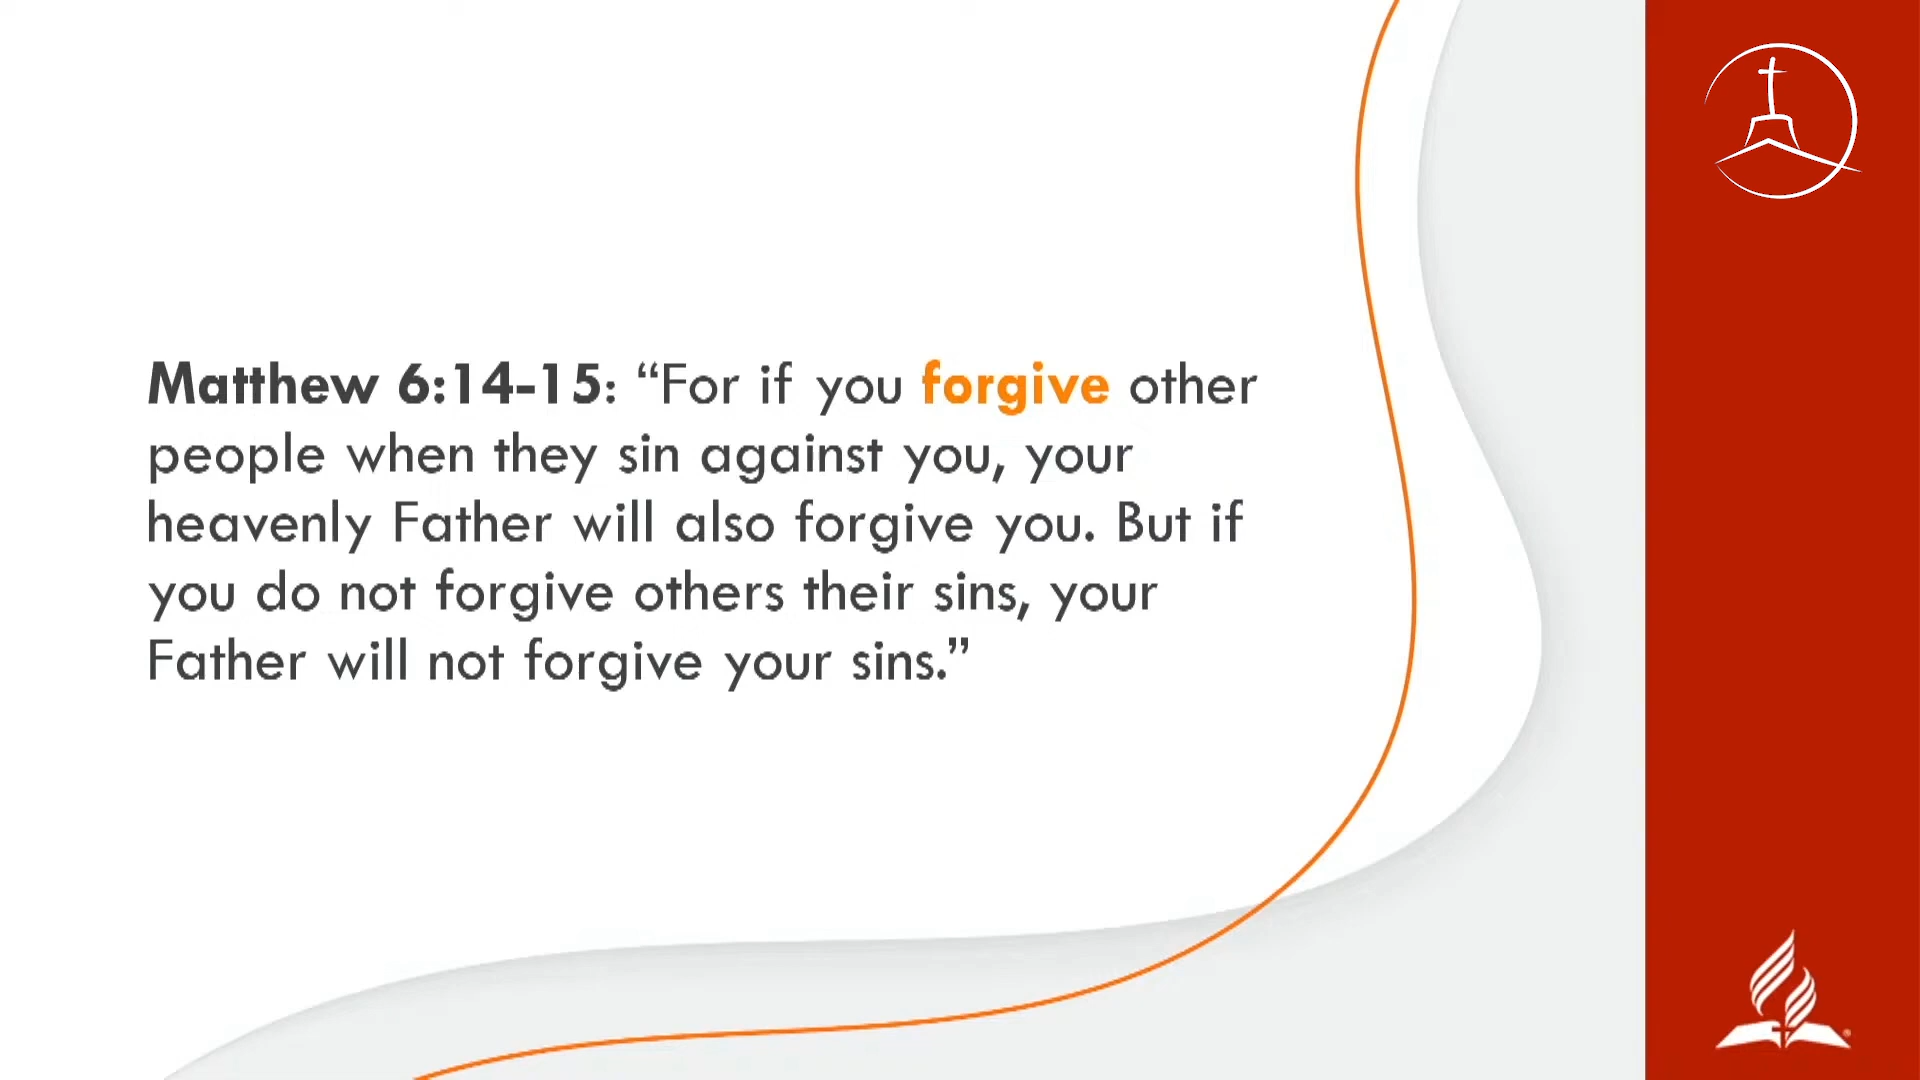 Matthew 6:14-15: “For if you forgive other
people when they sin against you, your
heavenly Father will also forgive you. But if
you do not forgive others their sins, your
Father will not forgive your sins.”